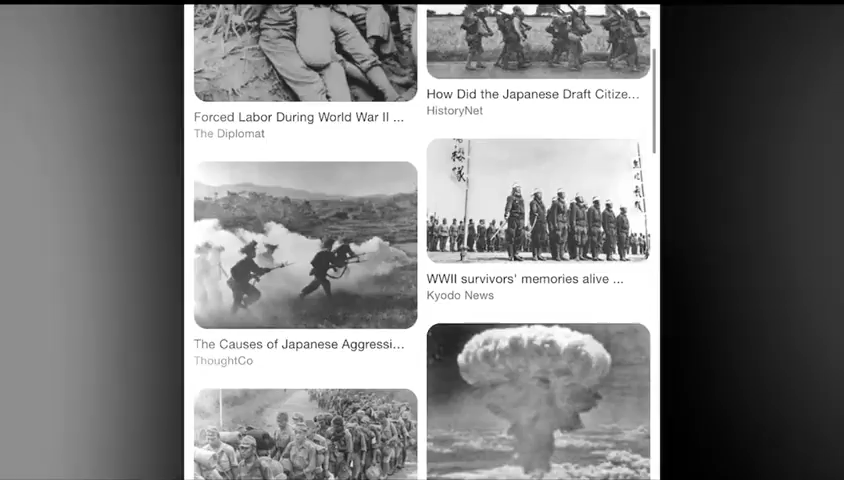 Forced Labor During World War II ...
The Diplomat
How Did the Japanese Draft Citize...
HistoryNet
WWII survivors' memories alive ...
Kyodo News
The Causes of Japanese Aggressi...
ThoughtCo